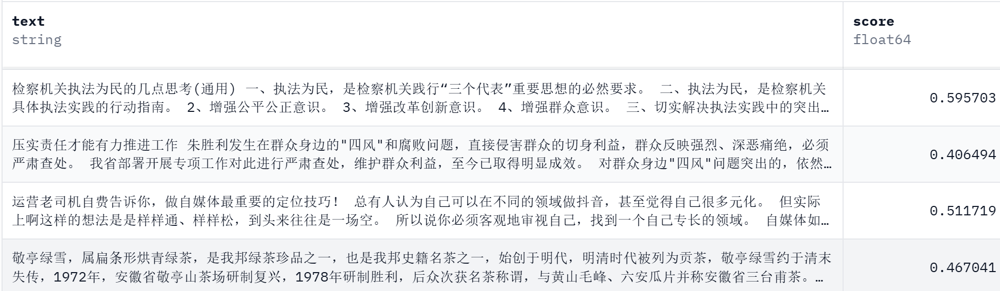 text
score
string
float64
检察机关执法为民的几点思考(通用) 一、执法为民，是检察机关践行“三个代表”重要思想的必然要求。 二、执法为民，是检察机关
具体执法实践的行动指南。 2、增强公平公正意识。 3、增强改革创新意识。 4、增强群众意识。 三、切实解决执法实践中的突出…
0.595703
压实责任才能有力推进工作 朱胜利发生在群众身边的"四风"和腐败问题，直接侵害群众的切身利益，群众反映强烈、深恶痛绝，必须
严肃查处。 我省部署开展专项工作对此进行严肃查处，维护群众利益，至今已取得明显成效。 对群众身边"四风"问题突出的，依然…
0.406494
运营老司机自费告诉你，做自媒体最重要的定位技巧！ 总有人认为自己可以在不同的领域做抖音，甚至觉得自己很多元化。 但实际
上啊这样的想法是是样样通、样样松，到头来往往是一场空。 所以说你必须客观地审视自己，找到一个自己专长的领域。 自媒体如…
0.511719
敬亭绿雪，属扁条形烘青绿茶，是我邦绿茶珍品之一，也是我邦史籍名茶之一，始创于明代，明清时代被列为贡茶，敬亭绿雪约于清末
失传，1972年，安徽省敬亭山茶场研制复兴，1978年研制胜利，后众次获名茶称谓，与黄山毛峰、六安瓜片并称安徽省三台甫茶。…
0.467041